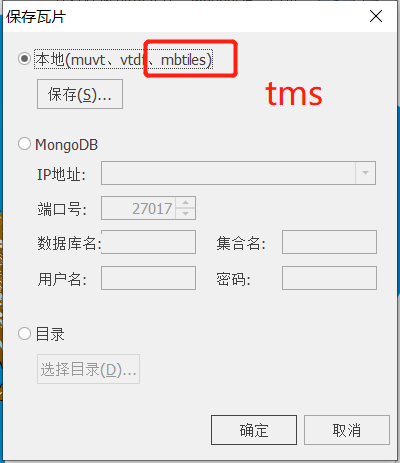 保存瓦片
本地(muvt、vtdf、mbtiles)
保存(S)...
tms
MongoDB
IP地址:
端口号: 27017
数据库名: 集合名:
用户名: 密码:
目录
选择目录(D)...
确定 取消